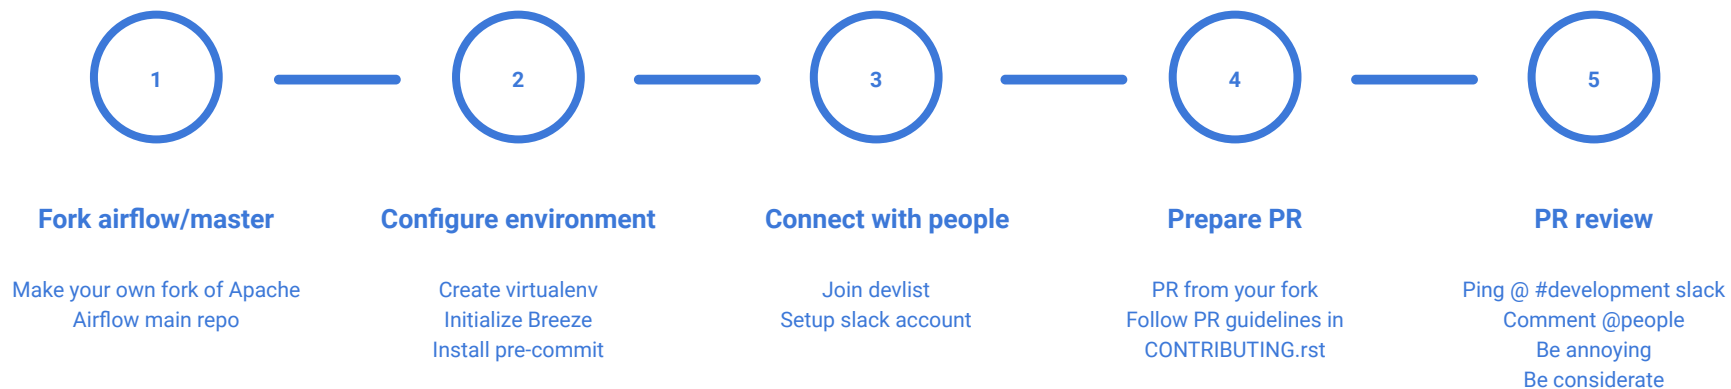 1
2
3
4
5
Fork airflow/master
Configure environment
Connect with people
Prepare PR
PR review
Make your own fork of Apache
Airflow main repo
Create virtualenv
Initialize Breeze
Install pre-commit
Join devlist
Setup slack account
PR from your fork
Follow PR guidelines in
CONTRIBUTING.rst
Ping @ #development slack
Comment @people
Be annoying
Be considerate